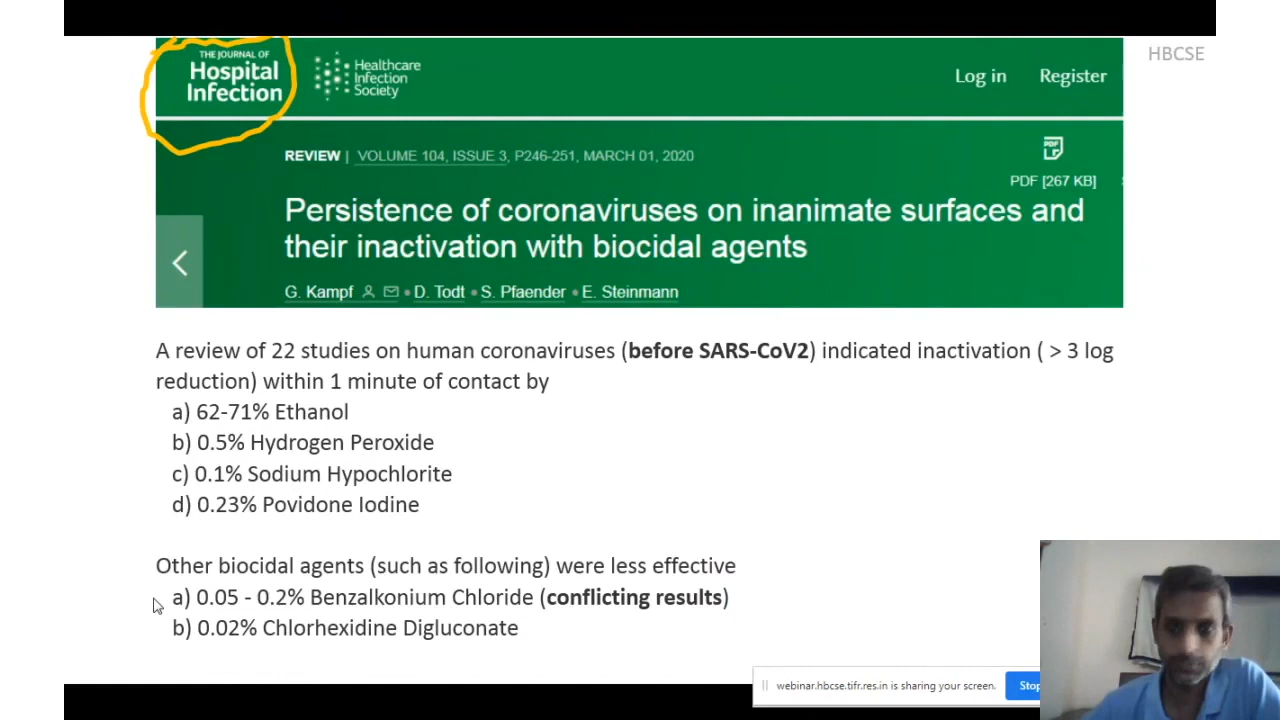 HBCSE
THE JOURNAL OF
Hospital
Infection
Healthcare
Infection
Society
Log in Register
REVIEW | VOLUME 104, ISSUE 3, P246-251, MARCH 01, 2020
PDF
PDF [267 KB]
Persistence of coronaviruses on inanimate surfaces and
their inactivation with biocidal agents
G. Kampf • D. Todt • S. Pfaender • E. Steinmann
A review of 22 studies on human coronaviruses (before SARS-CoV2) indicated inactivation ( > 3 log
reduction) within 1 minute of contact by
a) 62-71% Ethanol
b) 0.5% Hydrogen Peroxide
c) 0.1% Sodium Hypochlorite
d) 0.23% Povidone Iodine
Other biocidal agents (such as following) were less effective
a) 0.05 - 0.2% Benzalkonium Chloride (conflicting results)
b) 0.02% Chlorhexidine Digluconate
webinar.hbcse.tifr.res.in is sharing your screen.